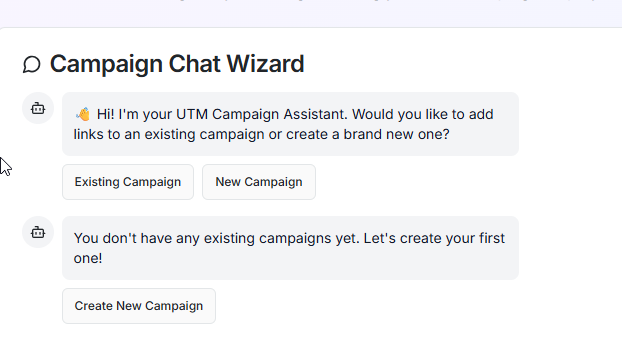 Campaign Chat Wizard
👋 Hi! I'm your UTM Campaign Assistant. Would you like to add
links to an existing campaign or create a brand new one?
Existing Campaign
New Campaign
You don't have any existing campaigns yet. Let's create your first
one!
Create New Campaign